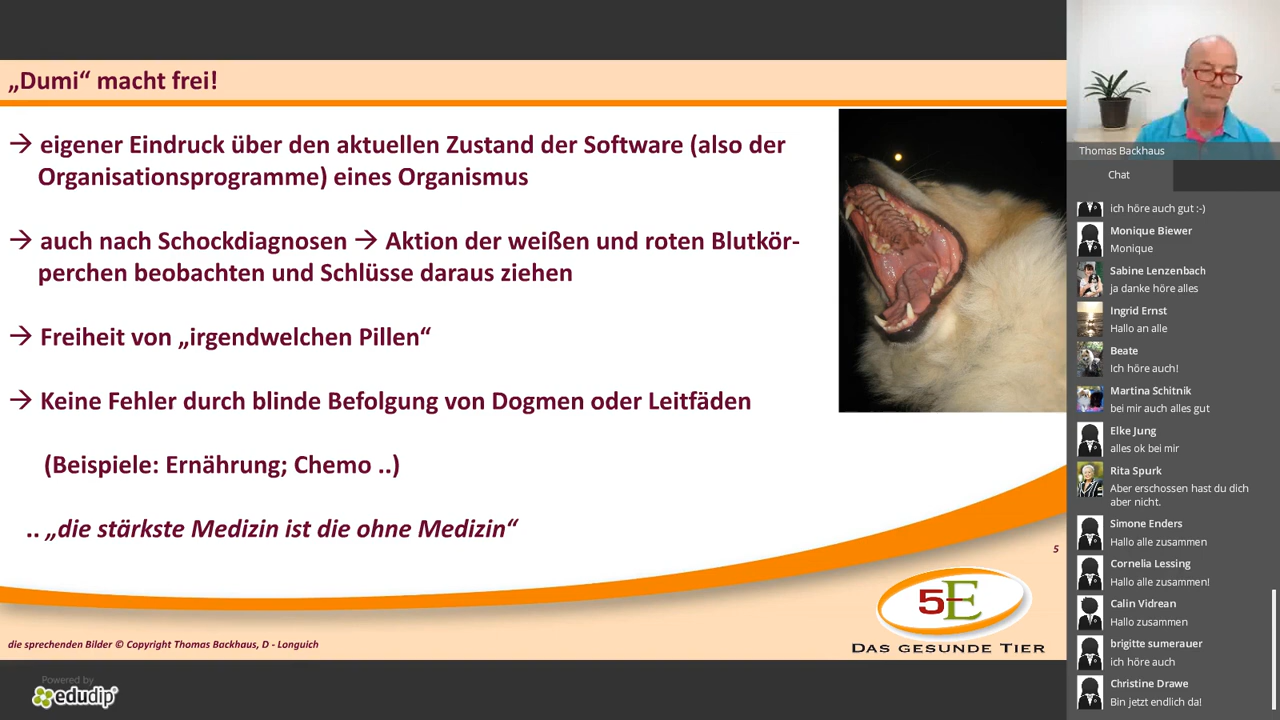 „Dumi“ macht frei!
→ eigener Eindruck über den aktuellen Zustand der Software (also der
Organisationsprogramme) eines Organismus
→ auch nach Schockdiagnosen → Aktion der weißen und roten Blutkör-
perchen beobachten und Schlüsse daraus ziehen
→ Freiheit von „irgendwelchen Pillen“
→ Keine Fehler durch blinde Befolgung von Dogmen oder Leitfäden
(Beispiele: Ernährung; Chemo ..)
.. „die stärkste Medizin ist die ohne Medizin“
5
5E
DAS GESUNDE TIER
die sprechenden Bilder © Copyright Thomas Backhaus, D - Longuich
Powered by
edudip
Thomas Backhaus
Chat
ich höre auch gut :-)
Monique Biewer
Monique
Sabine Lenzenbach
ja danke höre alles
Ingrid Ernst
Hallo an alle
Beate
Ich höre auch!
Martina Schitnik
bei mir auch alles gut
Elke Jung
alles ok bei mir
Rita Spurk
Aber erschossen hast du dich
aber nicht.
Simone Enders
Hallo alle zusammen
Cornelia Lessing
Hallo alle zusammen!
Calin Vidrean
Hallo zusammen
brigitte sumerauer
ich höre auch
Christine Drawe
Bin jetzt endlich da!